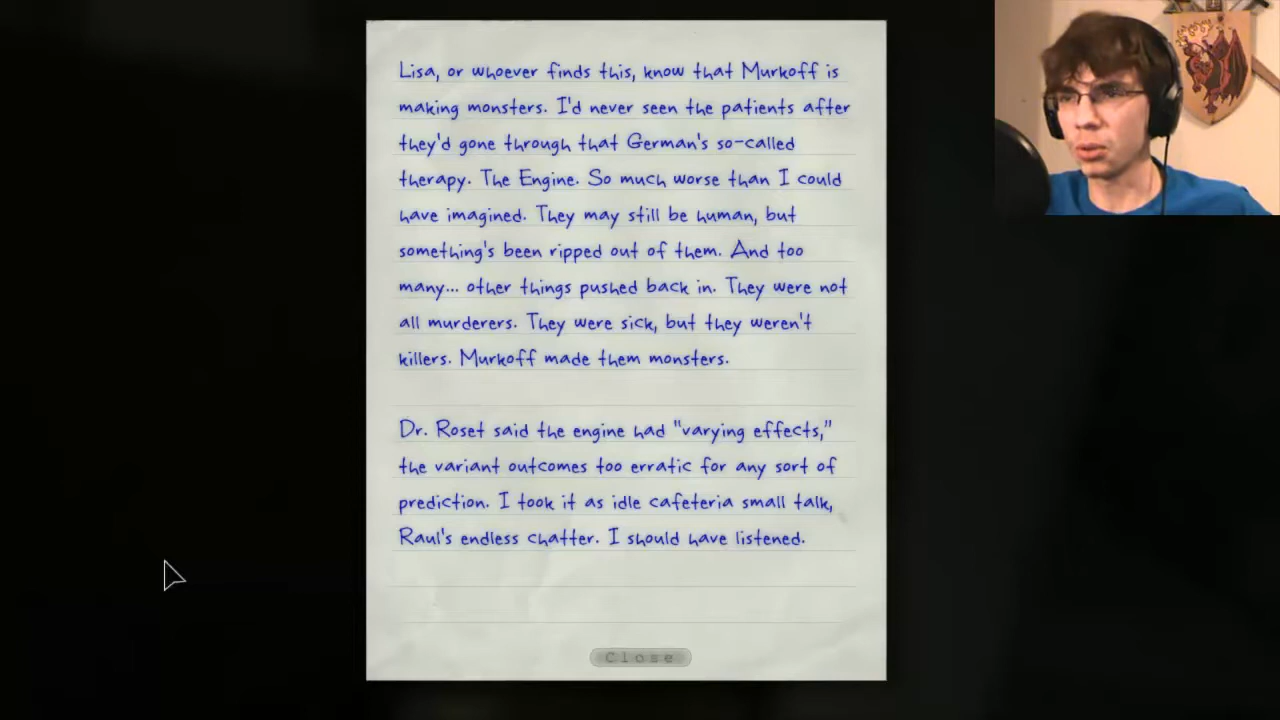 Lisa, or whoever finds this, know that Murkoff is
making monsters. I'd never seen the patients after
they'd gone through that German's so-called
therapy. The Engine. So much worse than I could
have imagined. They may still be human, but
something's been ripped out of them. And too
many... other things pushed back in. They were not
all murderers. They were sick, but they weren't
killers. Murkoff made them monsters.
Dr. Roset said the engine had "varying effects,"
the variant outcomes too erratic for any sort of
prediction. I took it as idle cafeteria small talk,
Raul's endless chatter. I should have listened.
Close